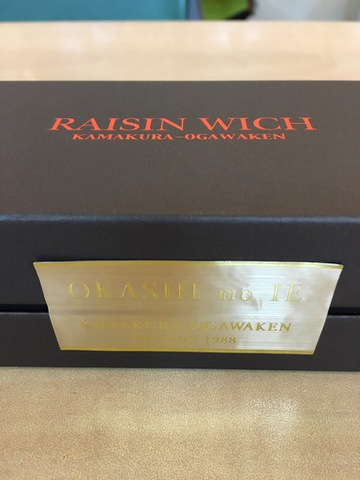 RAISIN WICH
KAMAKURA-OGAWAKEN
OKASHI no IE
KAMAKURA OGAWAKEN
1988